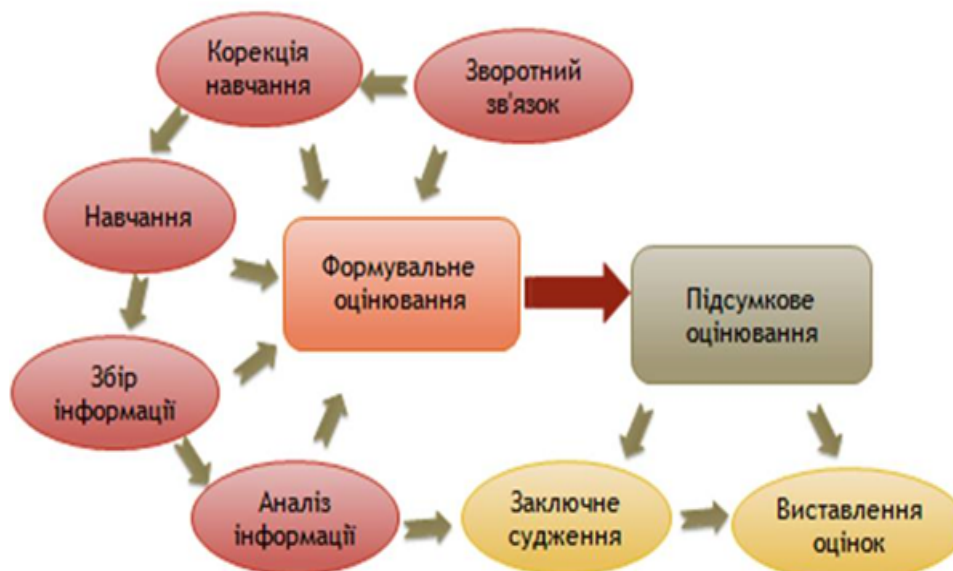 Корекція
навчання
Зворотний
зв'язок
Навчання
Формувальне
оцінювання
Підсумкове
оцінювання
Збір
інформації
Аналіз
інформації
Заключне
судження
Виставлення
оцінок